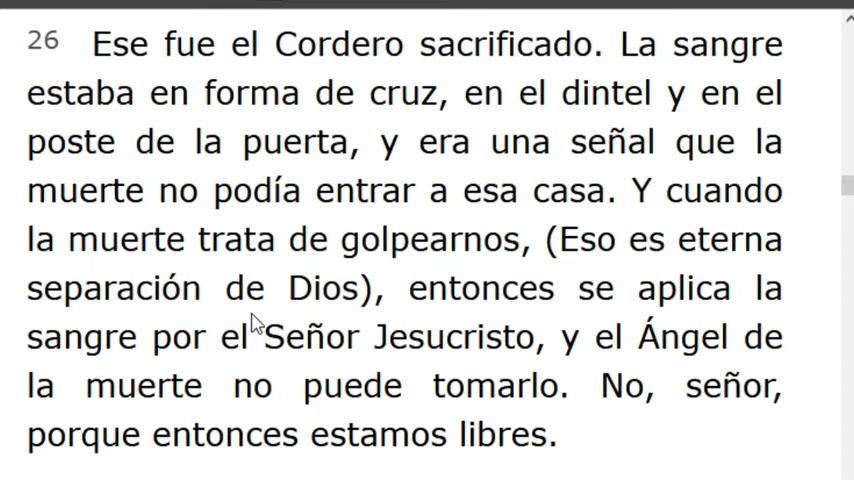 26 Ese fue el Cordero sacrificado. La sangre
estaba en forma de cruz, en el dintel y en el
poste de la puerta, y era una señal que la
muerte no podía entrar a esa casa. Y cuando
la muerte trata de golpearnos, (Eso es eterna
separación de Dios), entonces se aplica la
sangre por el Señor Jesucristo, y el Ángel de
la muerte no puede tomarlo. No, señor,
porque entonces estamos libres.